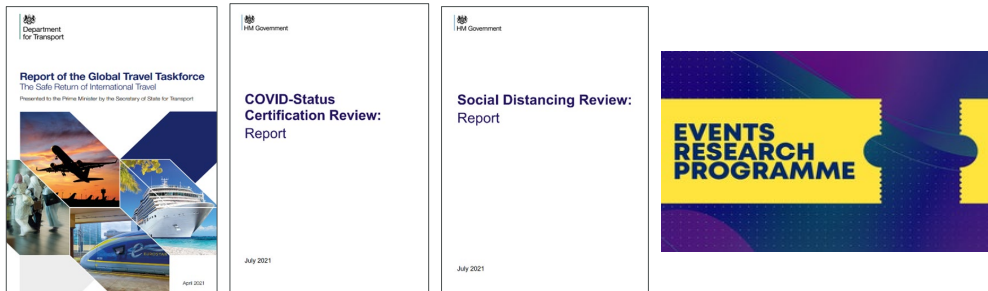 Department
for Transport
Report of the Global Travel Taskforce
The Safe Return of International Travel
Presented to the Prime Minister by the Secretary of State for Transport
EUROSTAR
April 2021
HM Government
COVID-Status
Certification Review:
Report
July 2021
HM Government
Social Distancing Review:
Report
July 2021
EVENTS
RESEARCH
PROGRAMME